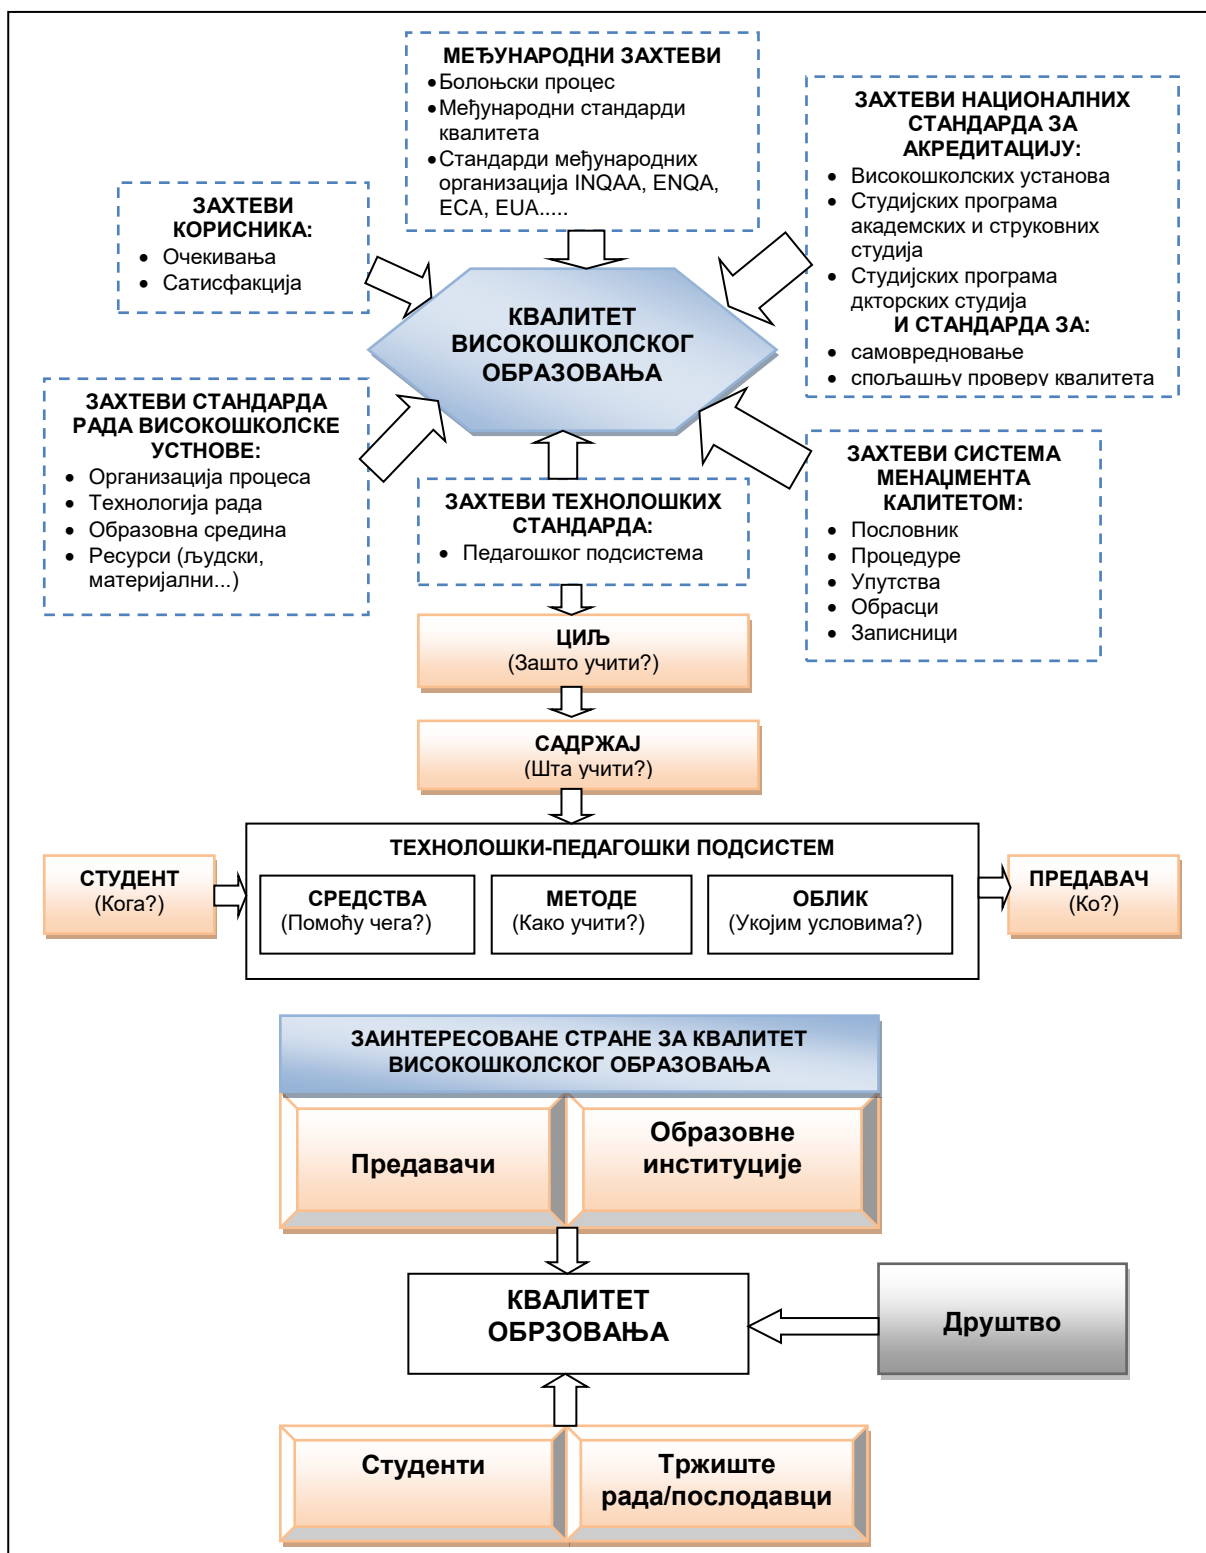 МЕЂУНАРОДНИ ЗАХТЕВИ
•Болоњски процес
•Међународни стандарди
квалитета
•Стандарди међународних
организација INQAA, ENQA,
ECA, EUA.....
ЗАХТЕВИ НАЦИОНАЛНИХ
СТАНДАРДА ЗА
АКРЕДИТАЦИЈУ:
• Високошколских установа
• Студијских програма
академских и струковних
студија
• Студијских програма
дкторских студија
И СТАНДАРДА ЗА:
• самовредновање
• спољашњу проверу квалитета
ЗАХТЕВИ
КОРИСНИКА:
• Очекивања
• Сатисфакција
КВАЛИТЕТ
ВИСОКОШКОЛСКОГ
ОБРАЗОВАЊА
ЗАХТЕВИ СТАНДАРДА
РАДА ВИСОКОШКОЛСКЕ
УСТНОВЕ:
• Организација процеса
• Технологија рада
• Образовна средина
• Ресурси (људски,
материјални...)
ЗАХТЕВИ ТЕХНОЛОШКИХ
СТАНДАРДА:
• Педагошког подсистема
ЗАХТЕВИ СИСТЕМА
МЕНАЏМЕНТА
КАЛИТЕТОМ:
• Пословник
• Процедуре
• Упутства
• Обрасци
• Записници
ЦИЉ
(Зашто учити?)
САДРЖАЈ
(Шта учити?)
ТЕХНОЛОШКИ-ПЕДАГОШКИ ПОДСИСТЕМ
СТУДЕНТ
(Кога?)
СРЕДСТВА
(Помоћу чега?)
МЕТОДЕ
(Како учити?)
ОБЛИК
(Укојим условима?)
ПРЕДАВАЧ
(Ко?)
ЗАИНТЕРЕСОВАНЕ СТРАНЕ ЗА КВАЛИТЕТ
ВИСОКОШКОЛСКОГ ОБРАЗОВАЊА
Предавачи
Образовне
институције
КВАЛИТЕТ
ОБРЗОВАЊА
Друштво
Студенти
Тржиште
рада/послодавци